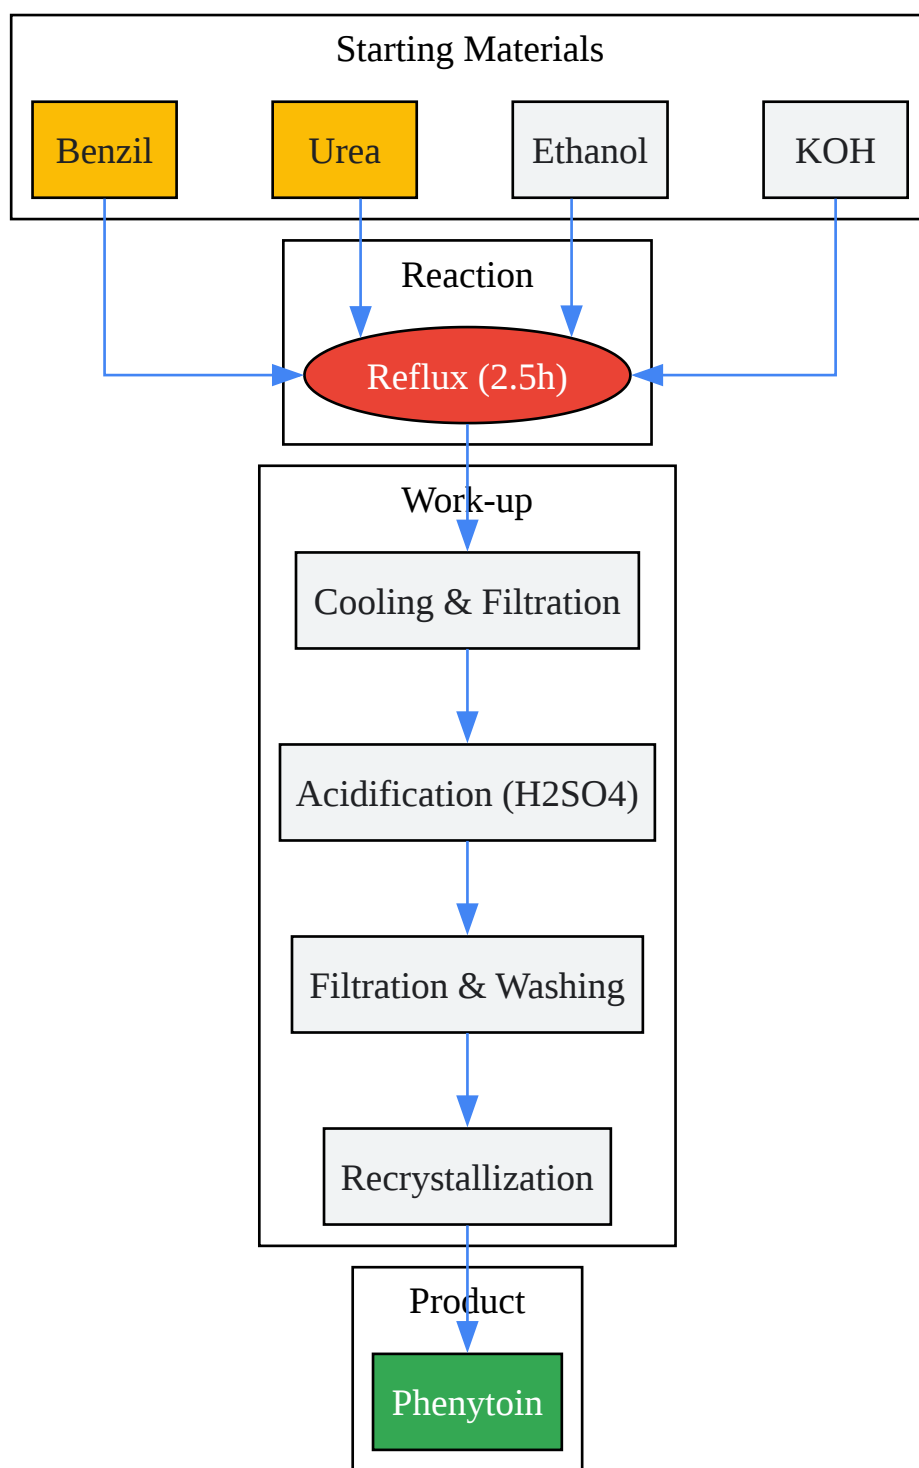 Starting Materials
Benzil
Urea
Ethanol
KOH
Reaction
Reflux (2.5h)
Work-up
Cooling & Filtration
Acidification (H2SO4)
Filtration & Washing
Recrystallization
Product
Phenytoin